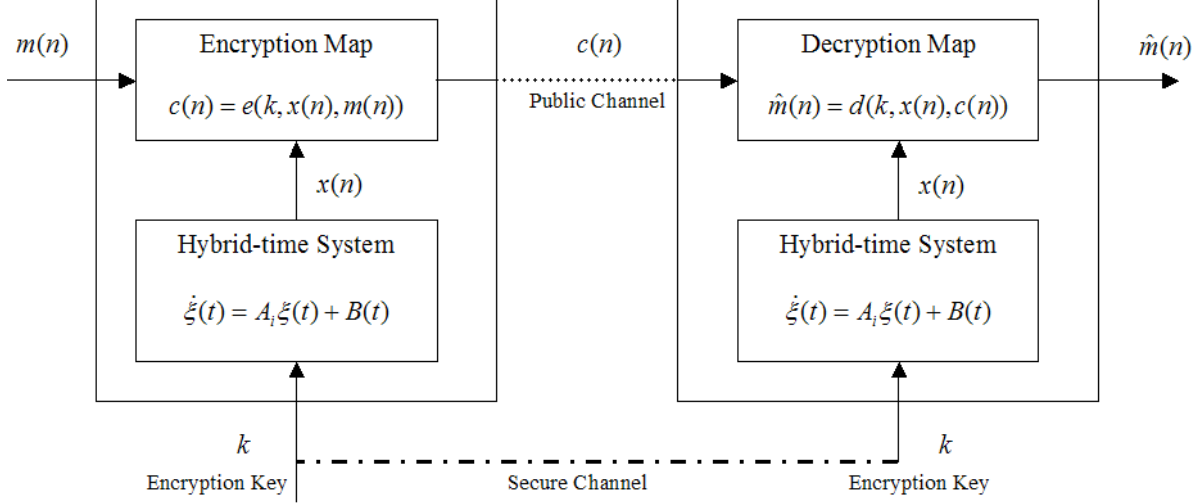 m(n)
Encryption Map
c(n)
Decryption Map
m̂(n)
c(n) = e(k, x(n), m(n))
Public Channel
m̂(n) = d(k, x(n), c(n))
x(n)
x(n)
Hybrid-time System
Hybrid-time System
ξ̇(t) = A_i ξ(t) + B(t)
ξ̇(t) = A_i ξ(t) + B(t)
k
k
Encryption Key
Secure Channel
Encryption Key